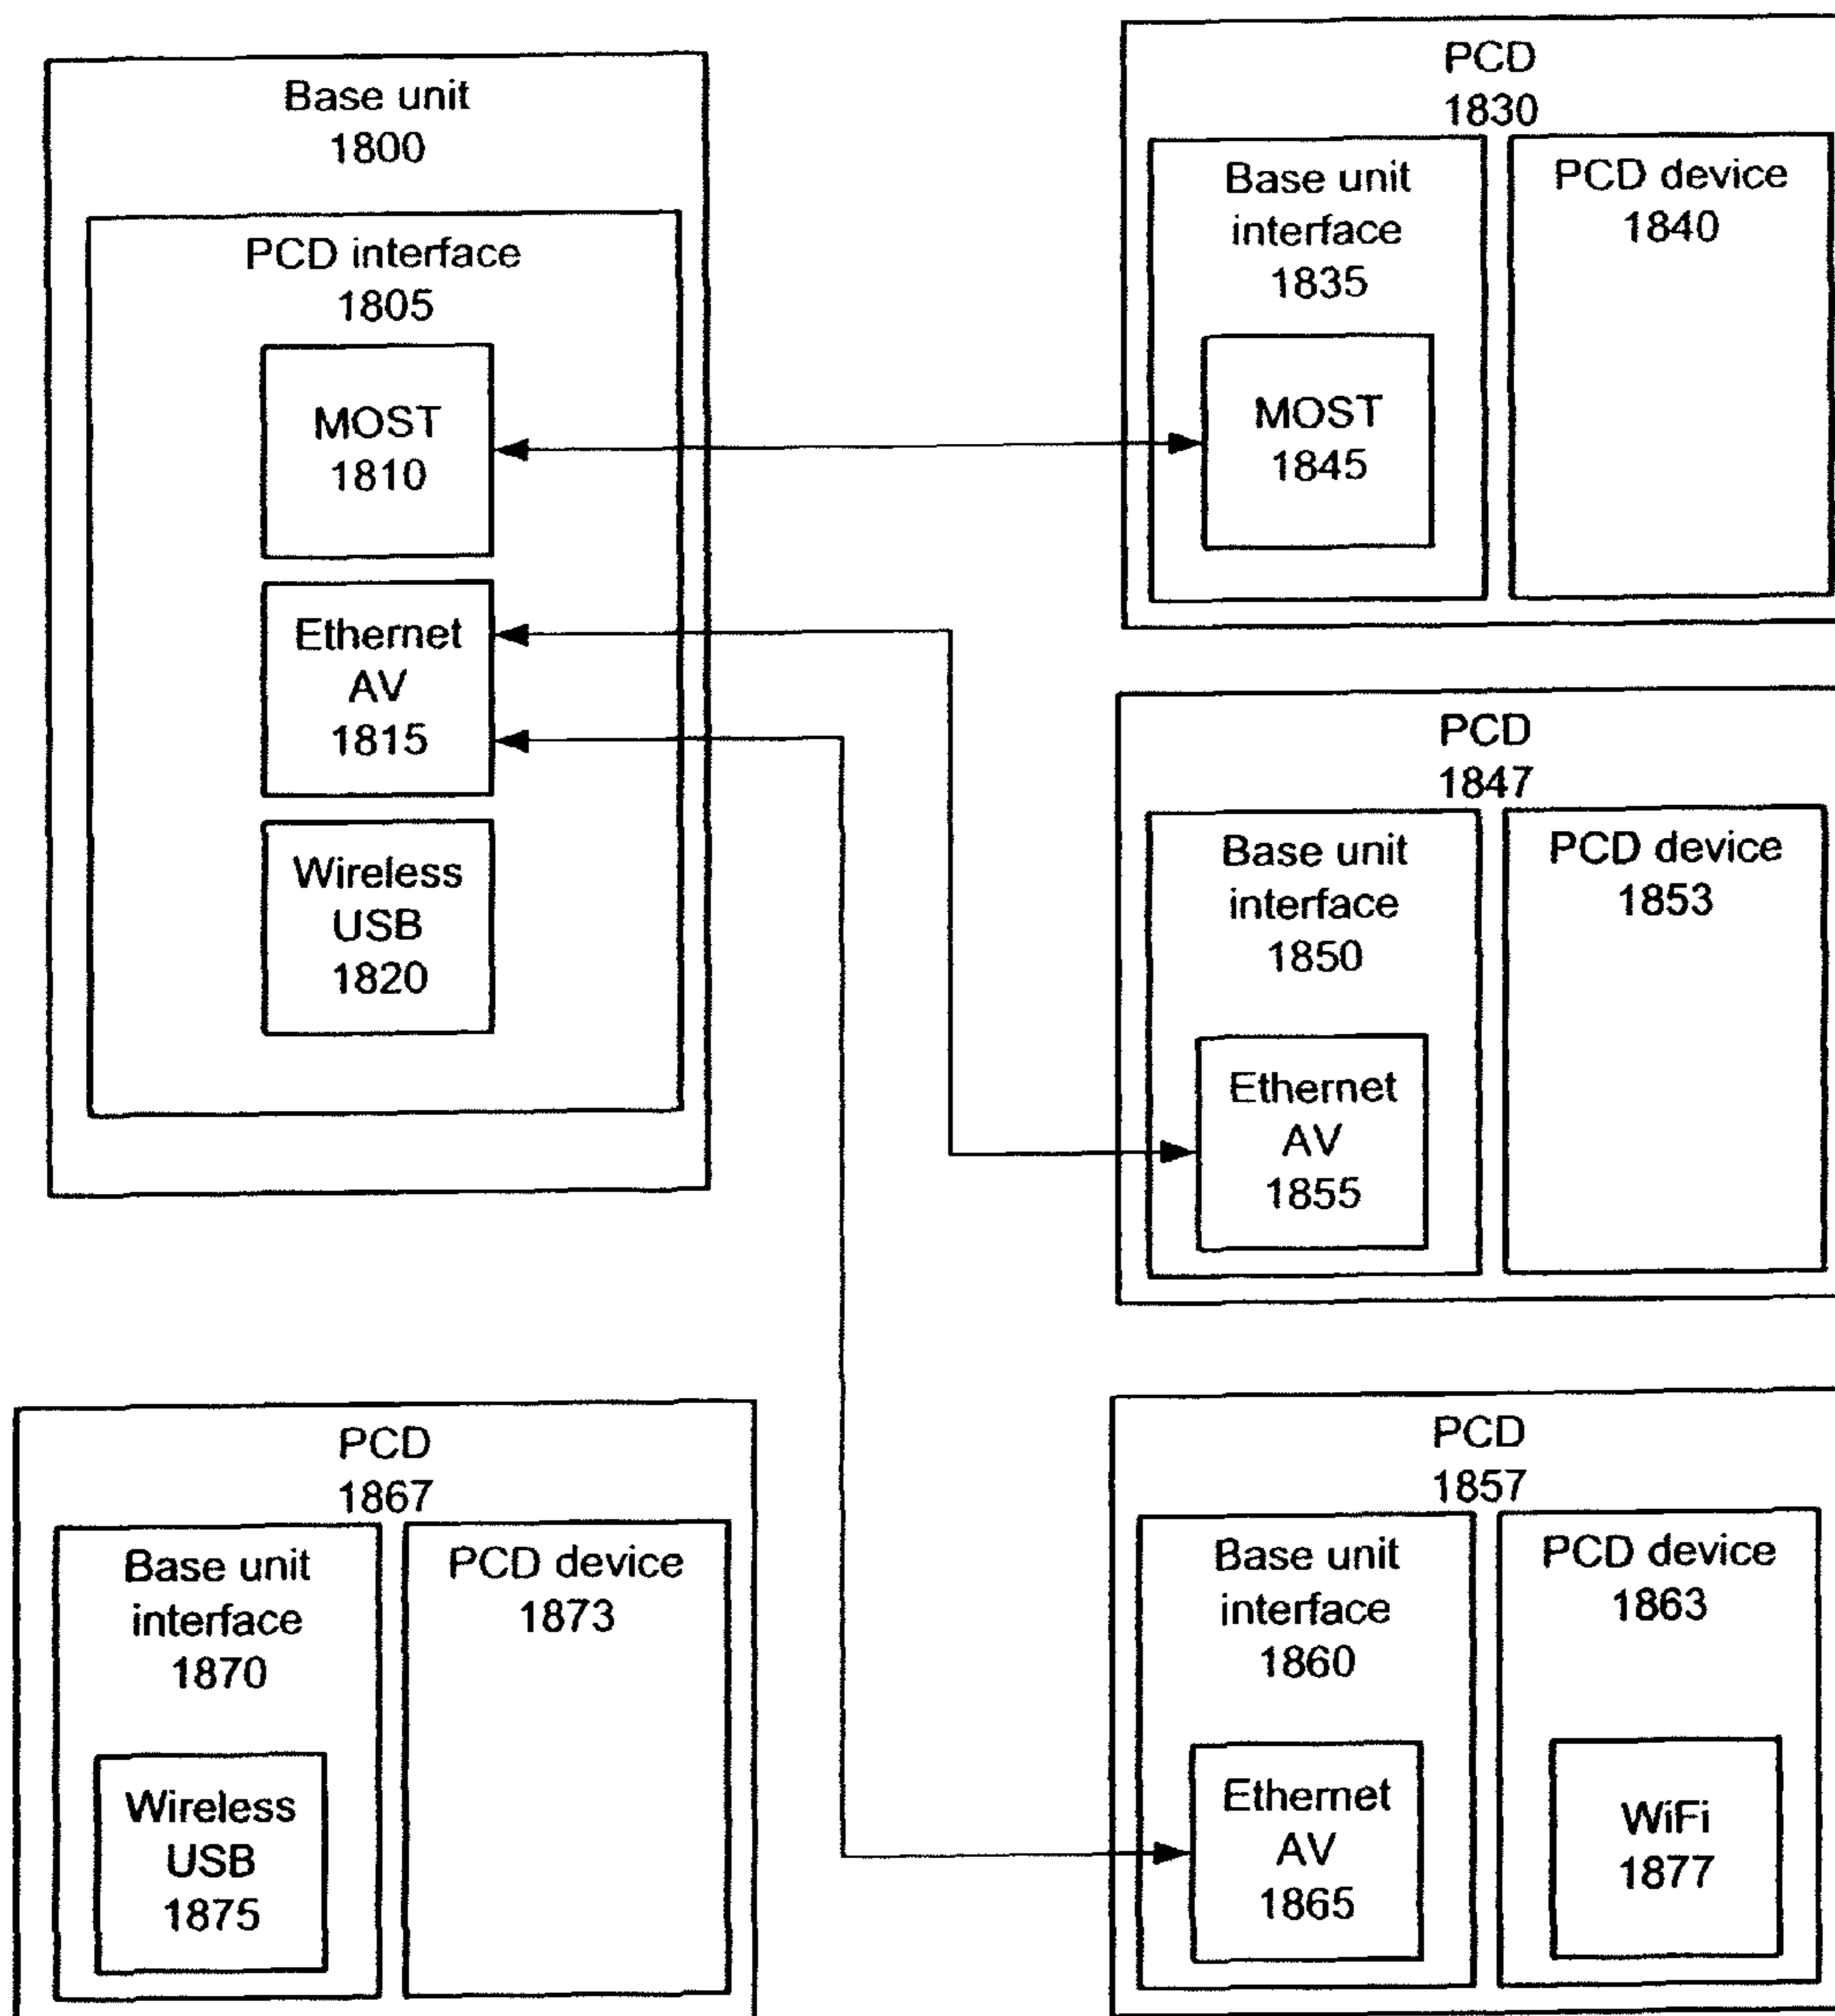 Base unit
1800
PCD interface
1805
MOST
1810
Ethernet
AV
1815
Wireless
USB
1820
PCD
1830
Base unit
interface
1835
MOST
1845
PCD device
1840
PCD
1847
Base unit
interface
1850
Ethernet
AV
1855
PCD device
1853
PCD
1867
Base unit
interface
1870
Wireless
USB
1875
PCD device
1873
PCD
1857
Base unit
interface
1860
Ethernet
AV
1865
PCD device
1863
WiFi
1877